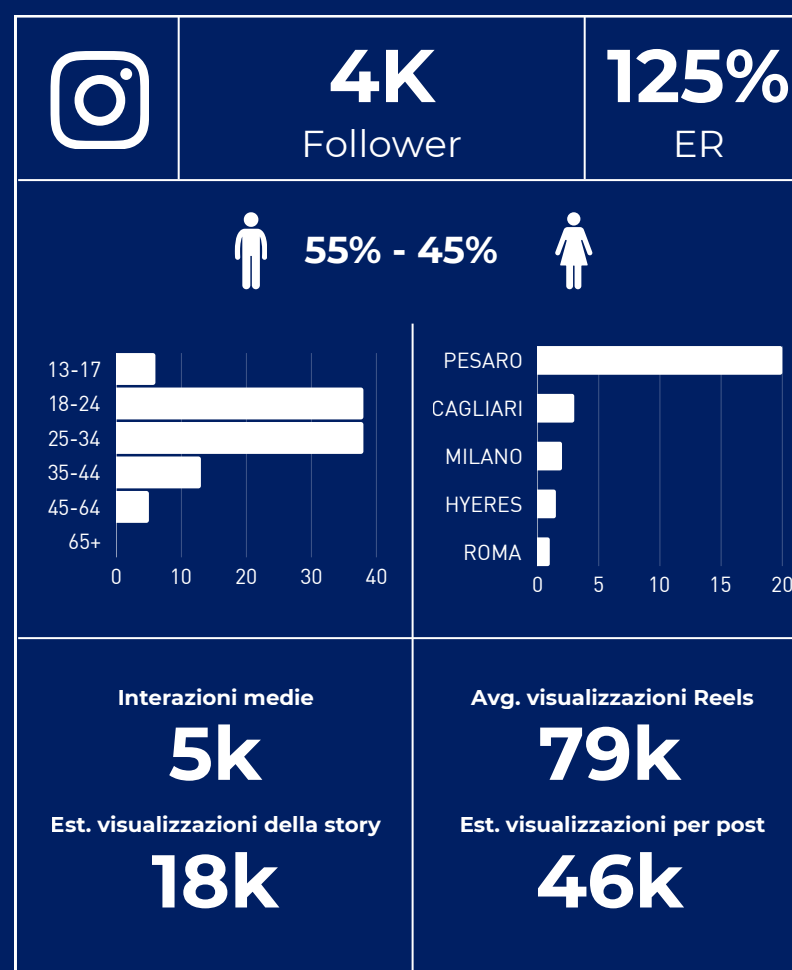 4K
Follower
125%
ER
55% - 45%
13-17
18-24
25-34
35-44
45-64
65+
0 10 20 30 40
PESARO
CAGLIARI
MILANO
HYERES
ROMA
0 5 10 15 20
Interazioni medie
5k
Est. visualizzazioni della story
18k
Avg. visualizzazioni Reels
79k
Est. visualizzazioni per post
46k